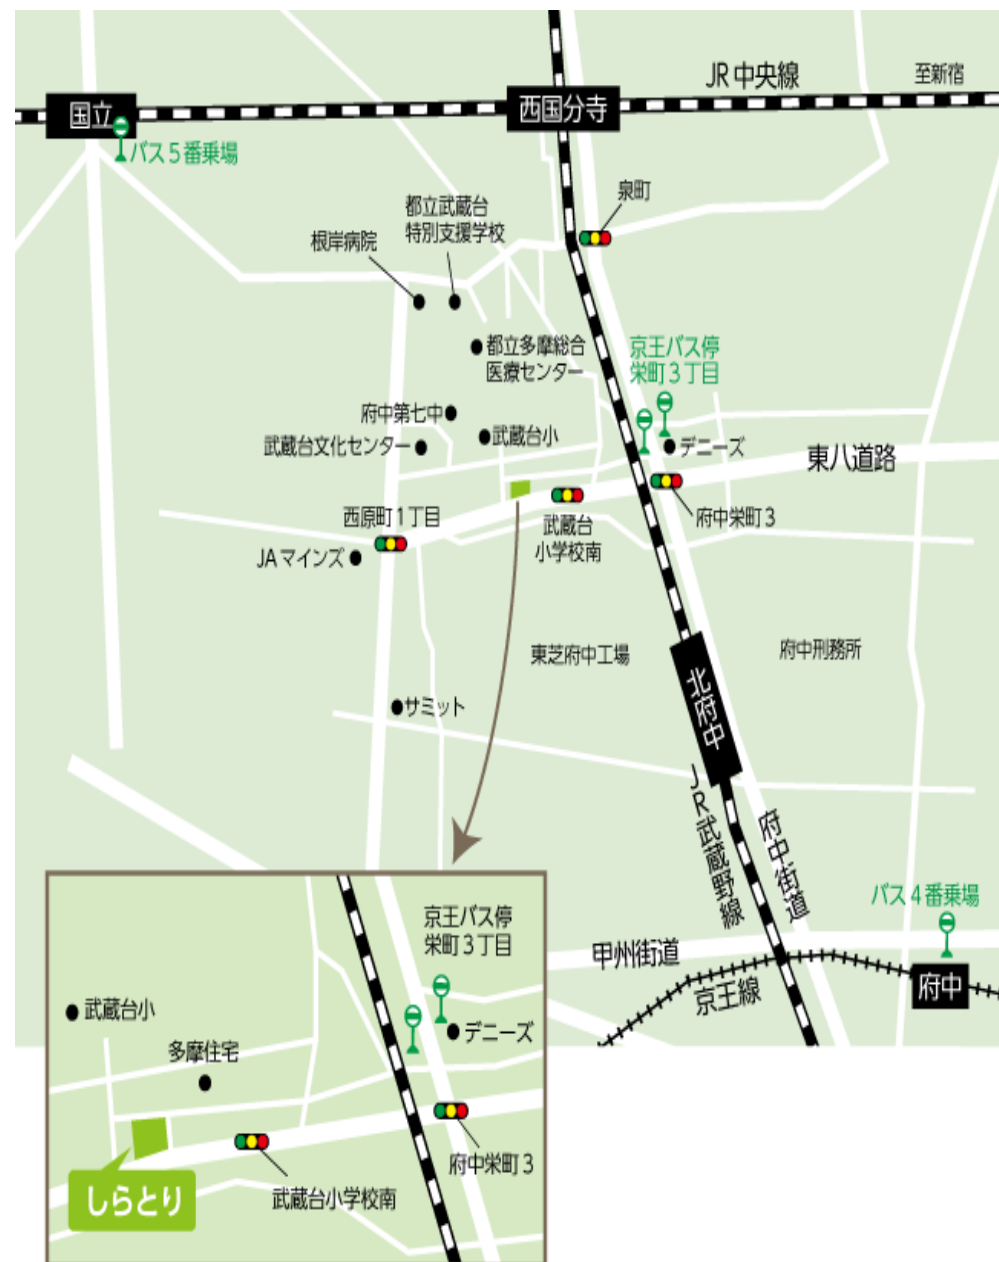 JR中央線
至新宿
国立
西国分寺
バス5番乗場
泉町
都立武蔵台
特別支援学校
根岸病院
都立多摩総合
医療センター
京王バス停
栄町3丁目
府中第七中
武蔵台小
武蔵台文化センター
デニーズ
東八道路
西原町1丁目
武蔵台
小学校南
府中栄町3
JAマインズ
東芝府中工場
府中刑務所
北府中
サミット
JR武蔵野線
府中街道
バス4番乗場
甲州街道
京王線
府中
京王バス停
栄町3丁目
武蔵台小
デニーズ
多摩住宅
府中栄町3
武蔵台小学校南
しらとり